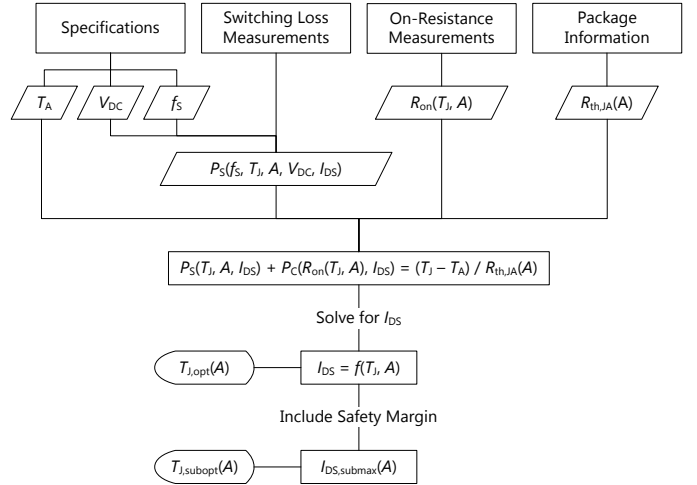 Specifications
Switching Loss
Measurements
On-Resistance
Measurements
Package
Information
T_A
V_DC
f_S
R_on(T_J, A)
R_th,JA(A)
P_S(f_S, T_J, A, V_DC, I_DS)
P_S(T_J, A, I_DS) + P_C(R_on(T_J, A), I_DS) = (T_J – T_A) / R_th,JA(A)
Solve for I_DS
T_J,opt(A)
I_DS = f(T_J, A)
Include Safety Margin
T_J,subopt(A)
I_DS,submax(A)